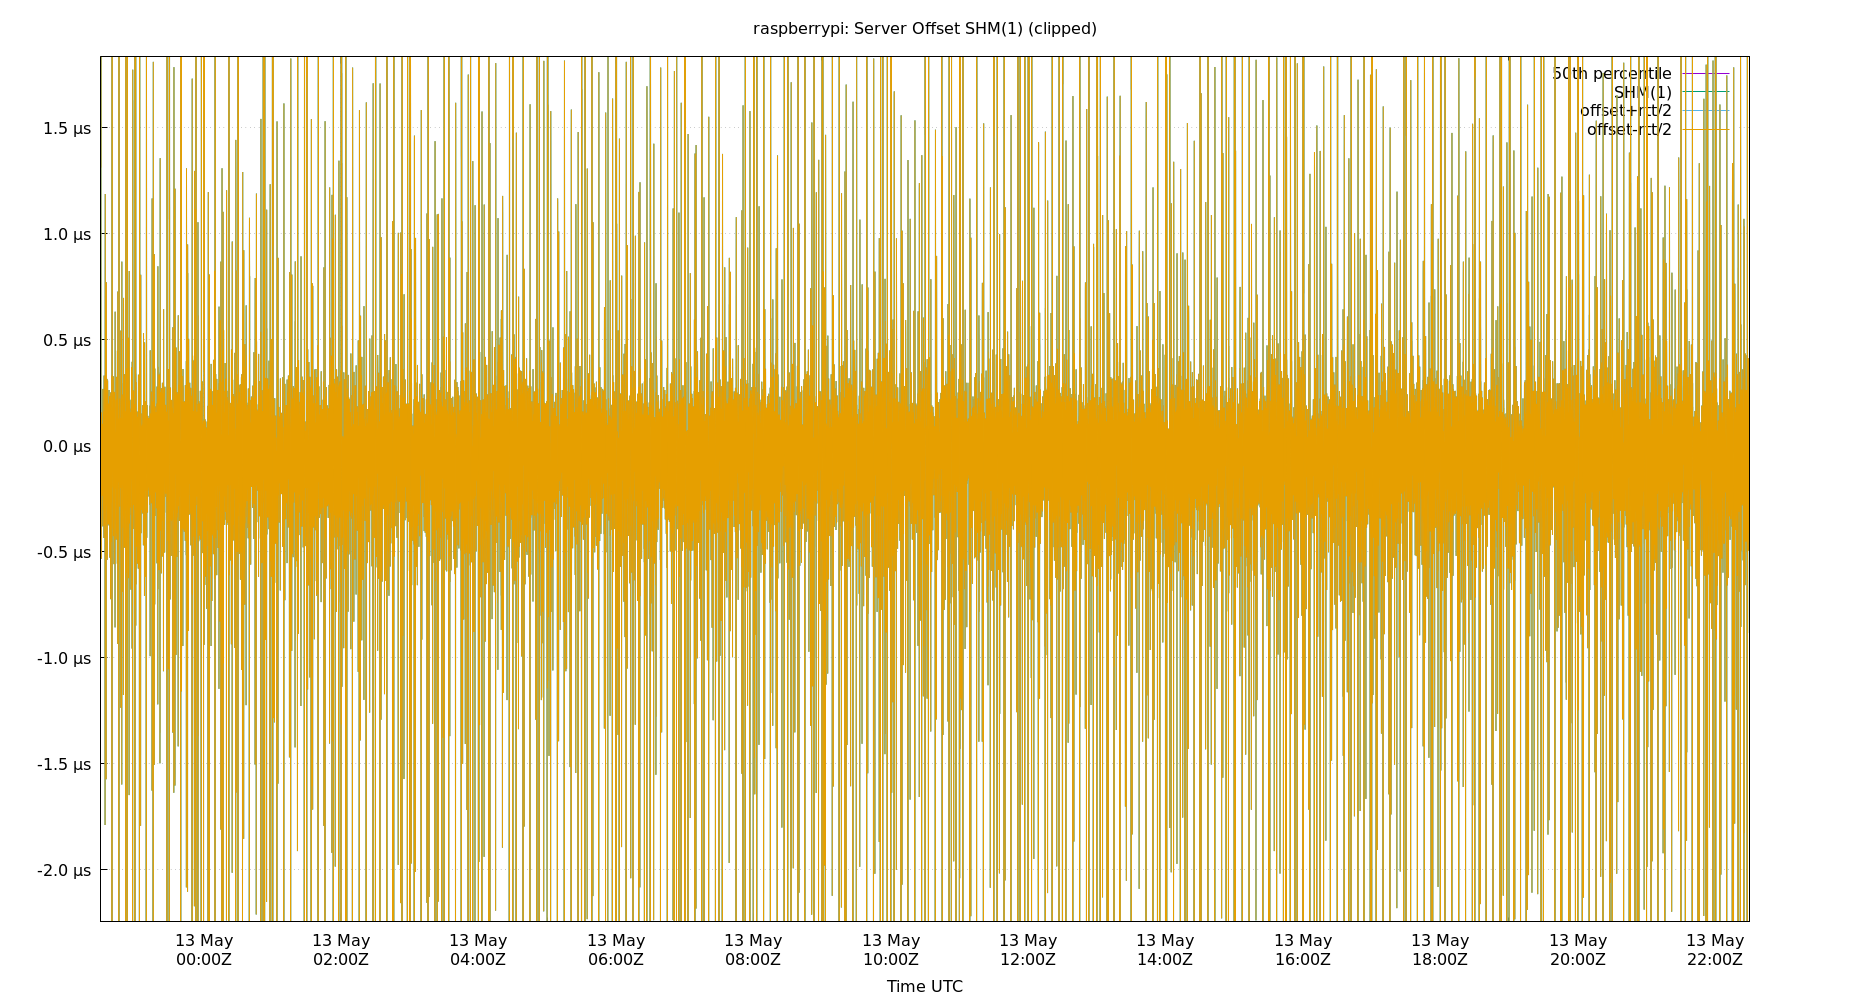 raspberrypi: Server Offset SHM(1) (clipped)
50th percentile
SHM(1)
offset+rtt/2
offset-rtt/2
1.5 µs
1.0 µs
0.5 µs
0.0 µs
-0.5 µs
-1.0 µs
-1.5 µs
-2.0 µs
13 May 13 May 13 May 13 May 13 May 13 May 13 May 13 May 13 May 13 May 13 May 13 May
00:00Z 02:00Z 04:00Z 06:00Z 08:00Z 10:00Z 12:00Z 14:00Z 16:00Z 18:00Z 20:00Z 22:00Z
Time UTC